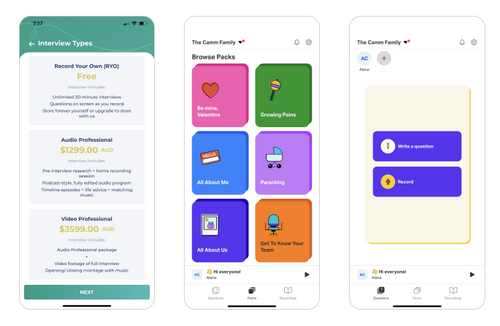 7:17
Interview Types
Record Your Own (RYO)
Free
Interview includes:
Unlimited 30-minute interviews
Questions on screen as you record
Store forever yourself or upgrade to store
with us
Audio Professional
$1299.00 AUD
Interview includes:
Pre-interview research + home recording
session
Podcast style, fully edited audio program
Timeline episodes + life advice + matching
music
Video Professional
$3599.00 AUD
Interview includes:
Audio Professional package
+
Video footage of full interview
Opening/ closing montage with music
NEXT
The Camm Family
Browse Packs
Be mine,
Valentine
Growing Pains
HELLO
All About Me
Parenting
All About Us
Get To Know Your
Team
AC
Hi everyone!
Alana
Questions
Packs
Recordings
The Camm Family
AC
Alana
Write a question
Record
AC
Hi everyone!
Alana
Questions
Packs
Recordings